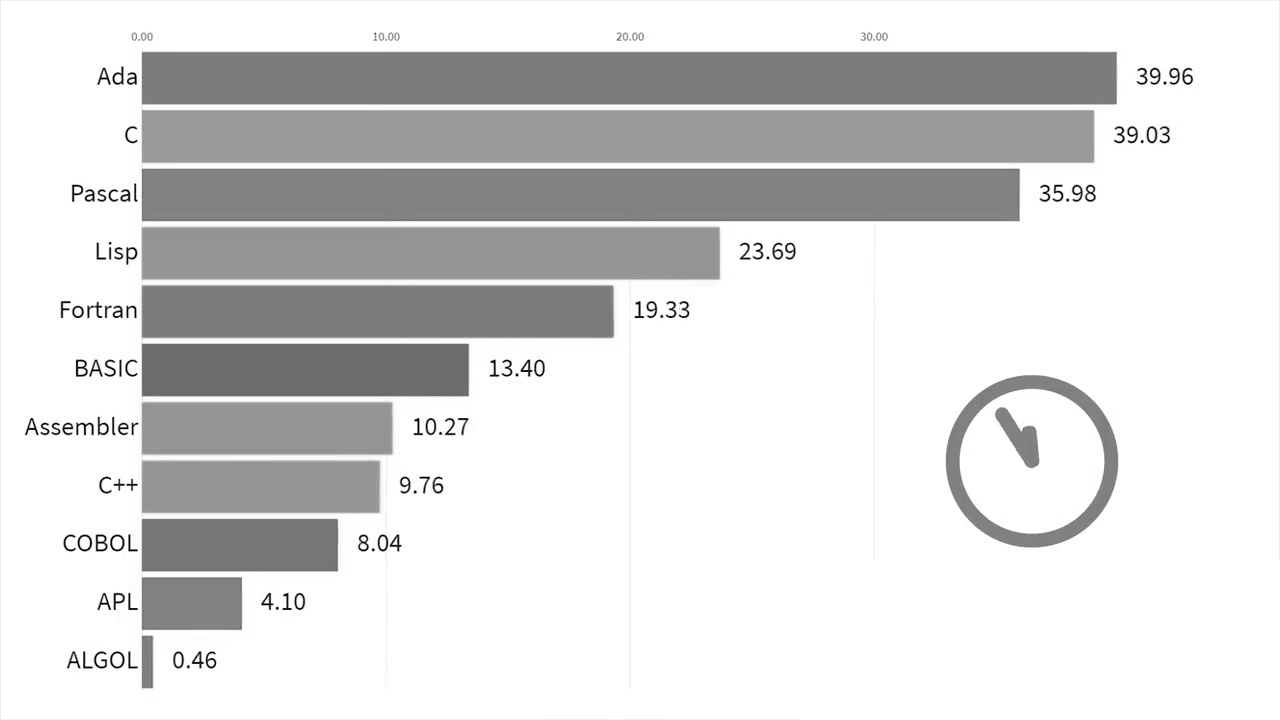 0.00 10.00 20.00 30.00
Ada 39.96
C 39.03
Pascal 35.98
Lisp 23.69
Fortran 19.33
BASIC 13.40
Assembler 10.27
C++ 9.76
COBOL 8.04
APL 4.10
ALGOL 0.46